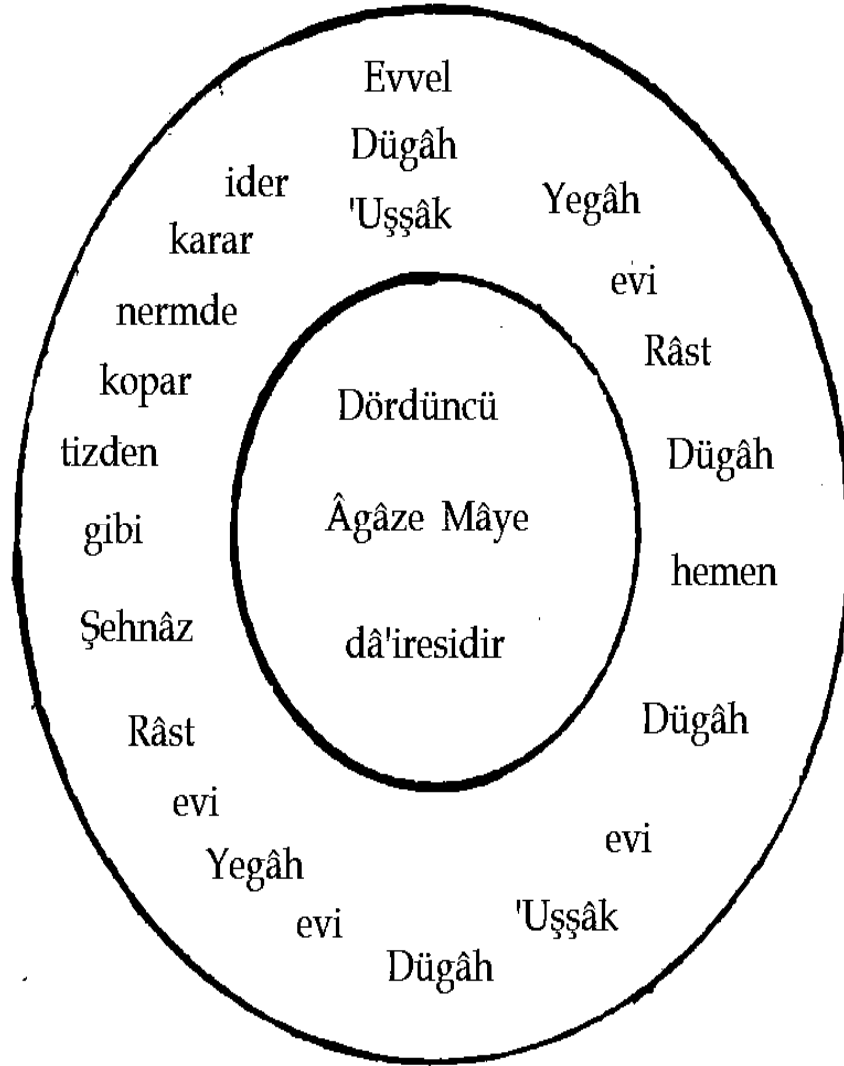 Evvel
Dügâh
'Uşşâk
Yegâh
evi
Râst
Dügâh
hemen
Dügâh
evi
'Uşşâk
Dügâh
evi
Yegâh
evi
Râst
Şehnâz
gibi
tizden
kopar
nermde
karar
ider
Dördüncü
Âgâze Mâye
dâ'iresidir